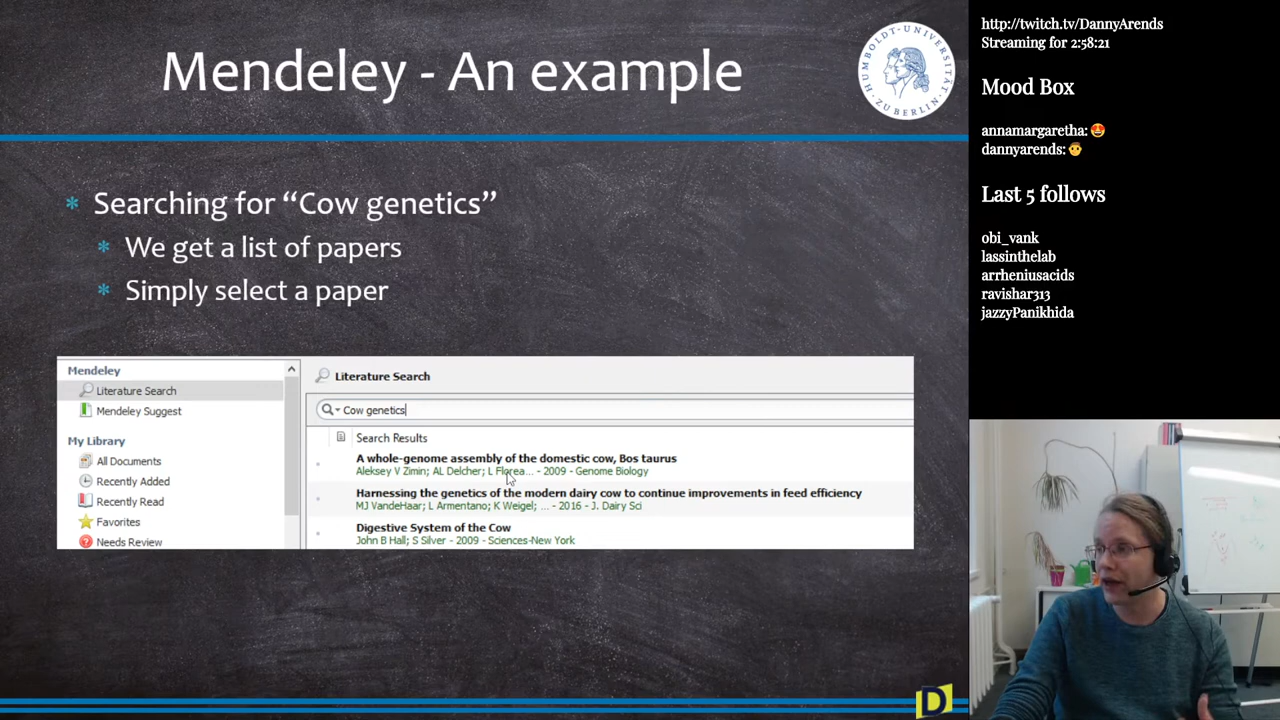 Mendeley - An example
HUMBOLDT-UNIVERSITÄT ZU BERLIN
* Searching for “Cow genetics”
* We get a list of papers
* Simply select a paper
Mendeley
Literature Search
Mendeley Suggest
My Library
All Documents
Recently Added
Recently Read
Favorites
Needs Review
Literature Search
Cow genetics
Search Results
A whole-genome assembly of the domestic cow, Bos taurus
Aleksey V Zimin; AL Delcher; L Florea... - 2009 - Genome Biology
Harnessing the genetics of the modern dairy cow to continue improvements in feed efficiency
MJ VandeHaar; L Armentano; K Weigel; ... - 2016 - J. Dairy Sci
Digestive System of the Cow
John B Hall; S Silver - 2009 - Sciences-New York
D
http://twitch.tv/DannyArends
Streaming for 2:58:21
Mood Box
annamargaretha: 😍
dannyarends: 👨
Last 5 follows
obi_vank
lassinthelab
arrheniusacids
ravishar313
jazzyPanikhida